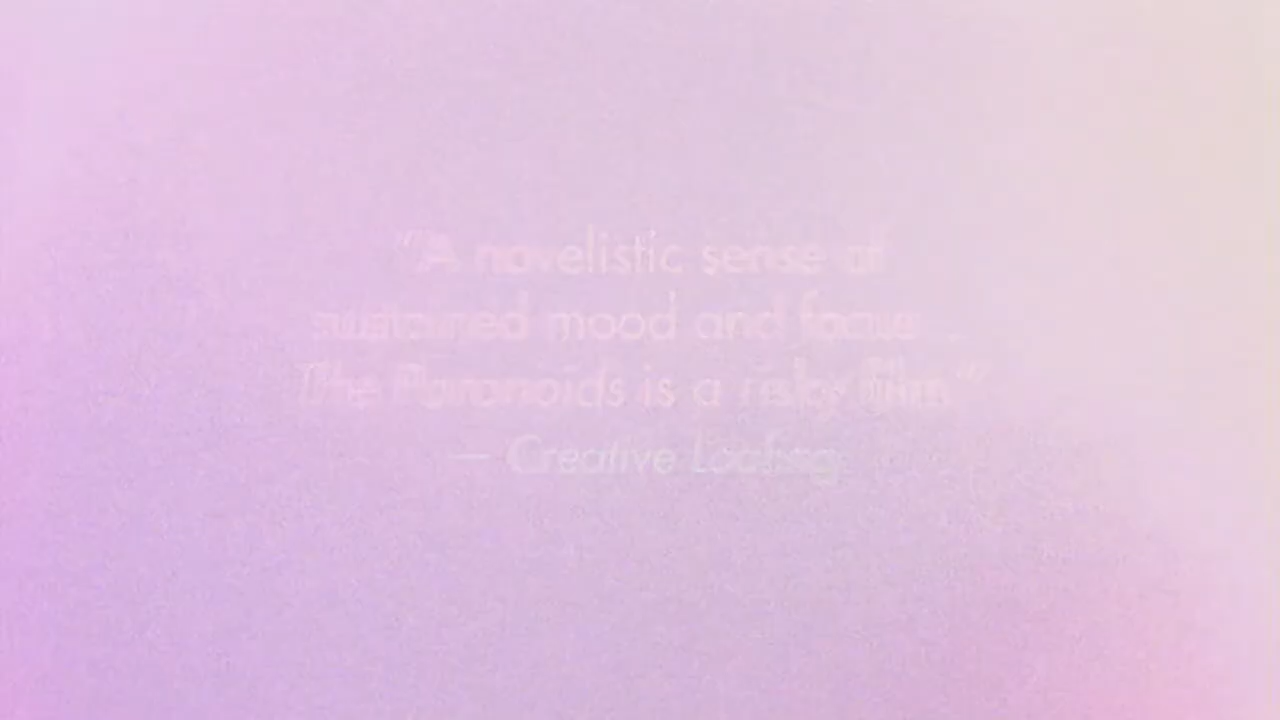 "A novelistic sense of
sustained mood and focus...
The Paranoids is a risky film"
— Creative Loafing